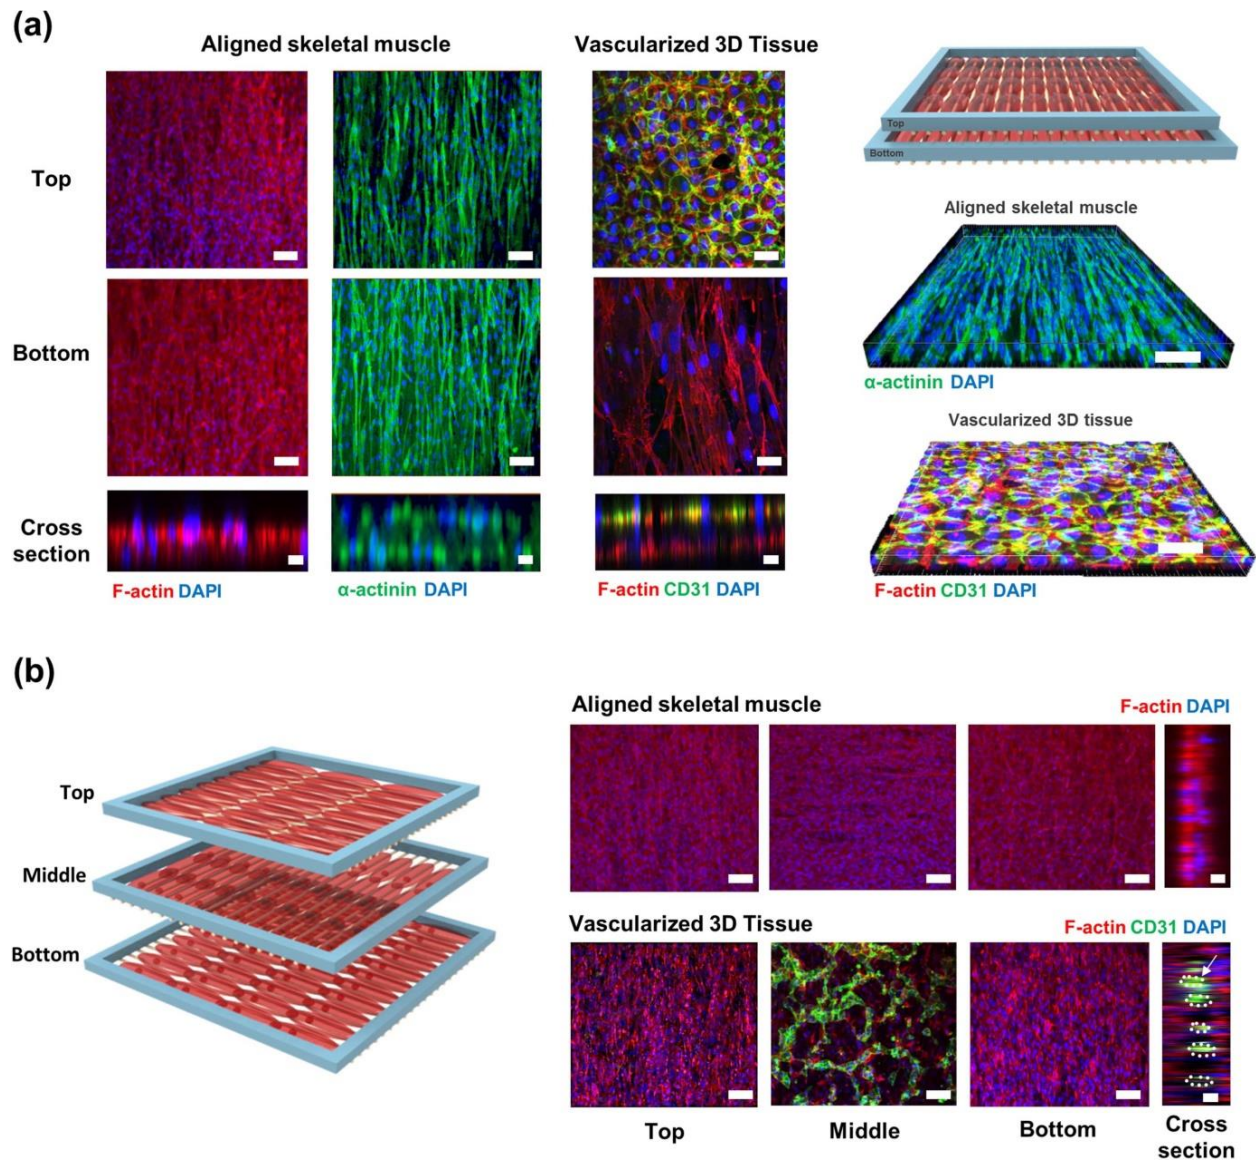 (a)
Aligned skeletal muscle
Vascularized 3D Tissue
Top
Bottom
Cross
section
F-actin DAPI
α-actinin DAPI
F-actin CD31 DAPI
Top
Bottom
Aligned skeletal muscle
α-actinin DAPI
Vascularized 3D tissue
F-actin CD31 DAPI
(b)
Top
Middle
Bottom
Aligned skeletal muscle
F-actin DAPI
Vascularized 3D Tissue
F-actin CD31 DAPI
Top
Middle
Bottom
Cross
section